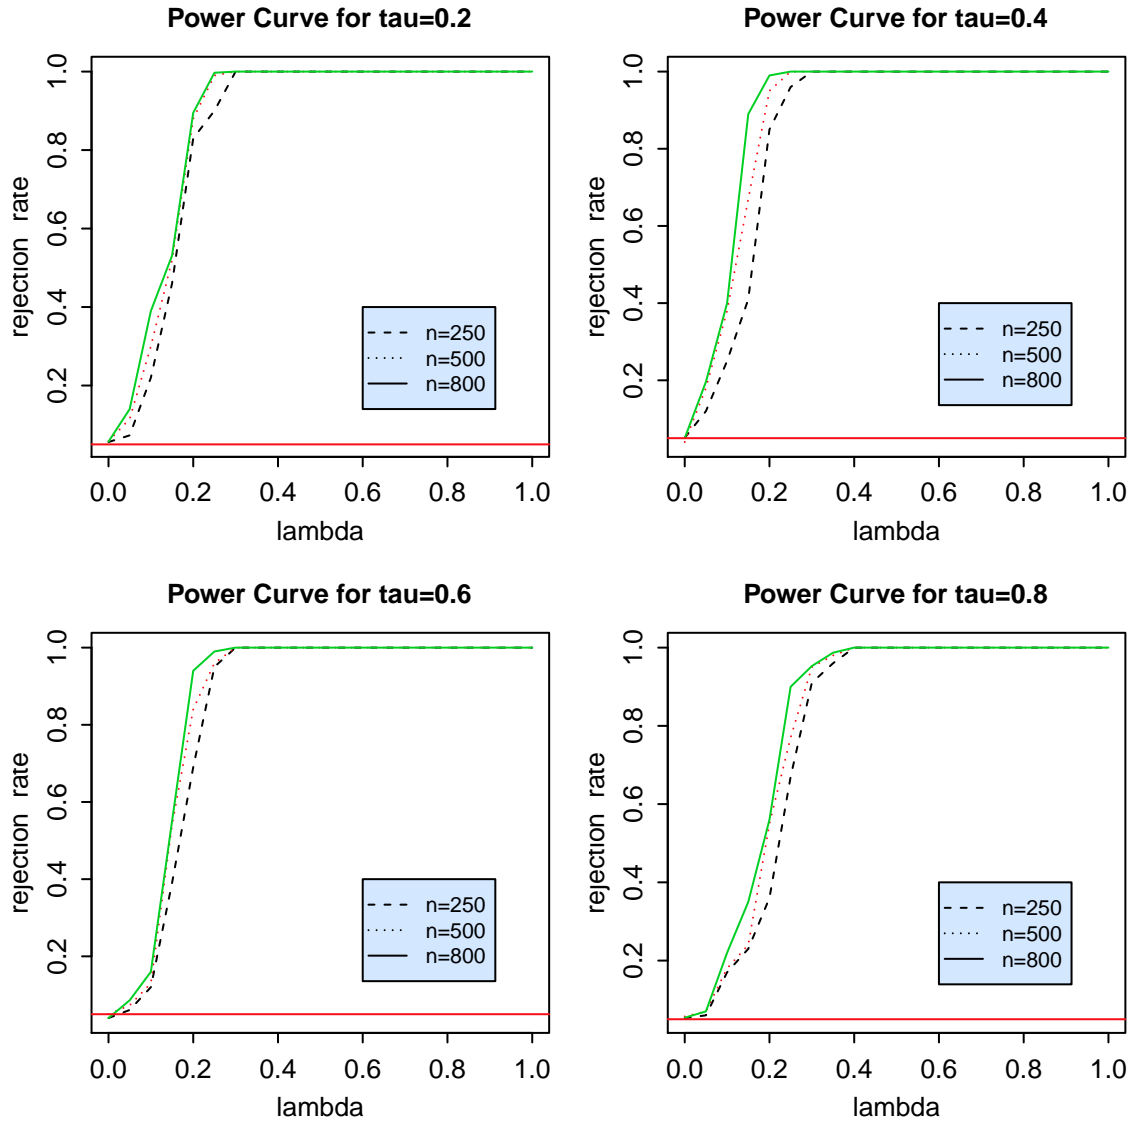 Power Curve for tau=0.2
rejection rate
1.0
0.8
0.6
0.4
0.2
n=250
n=500
n=800
0.0 0.2 0.4 0.6 0.8 1.0
lambda
Power Curve for tau=0.4
rejection rate
1.0
0.8
0.6
0.4
0.2
n=250
n=500
n=800
0.0 0.2 0.4 0.6 0.8 1.0
lambda
Power Curve for tau=0.6
rejection rate
1.0
0.8
0.6
0.4
0.2
n=250
n=500
n=800
0.0 0.2 0.4 0.6 0.8 1.0
lambda
Power Curve for tau=0.8
rejection rate
1.0
0.8
0.6
0.4
0.2
n=250
n=500
n=800
0.0 0.2 0.4 0.6 0.8 1.0
lambda